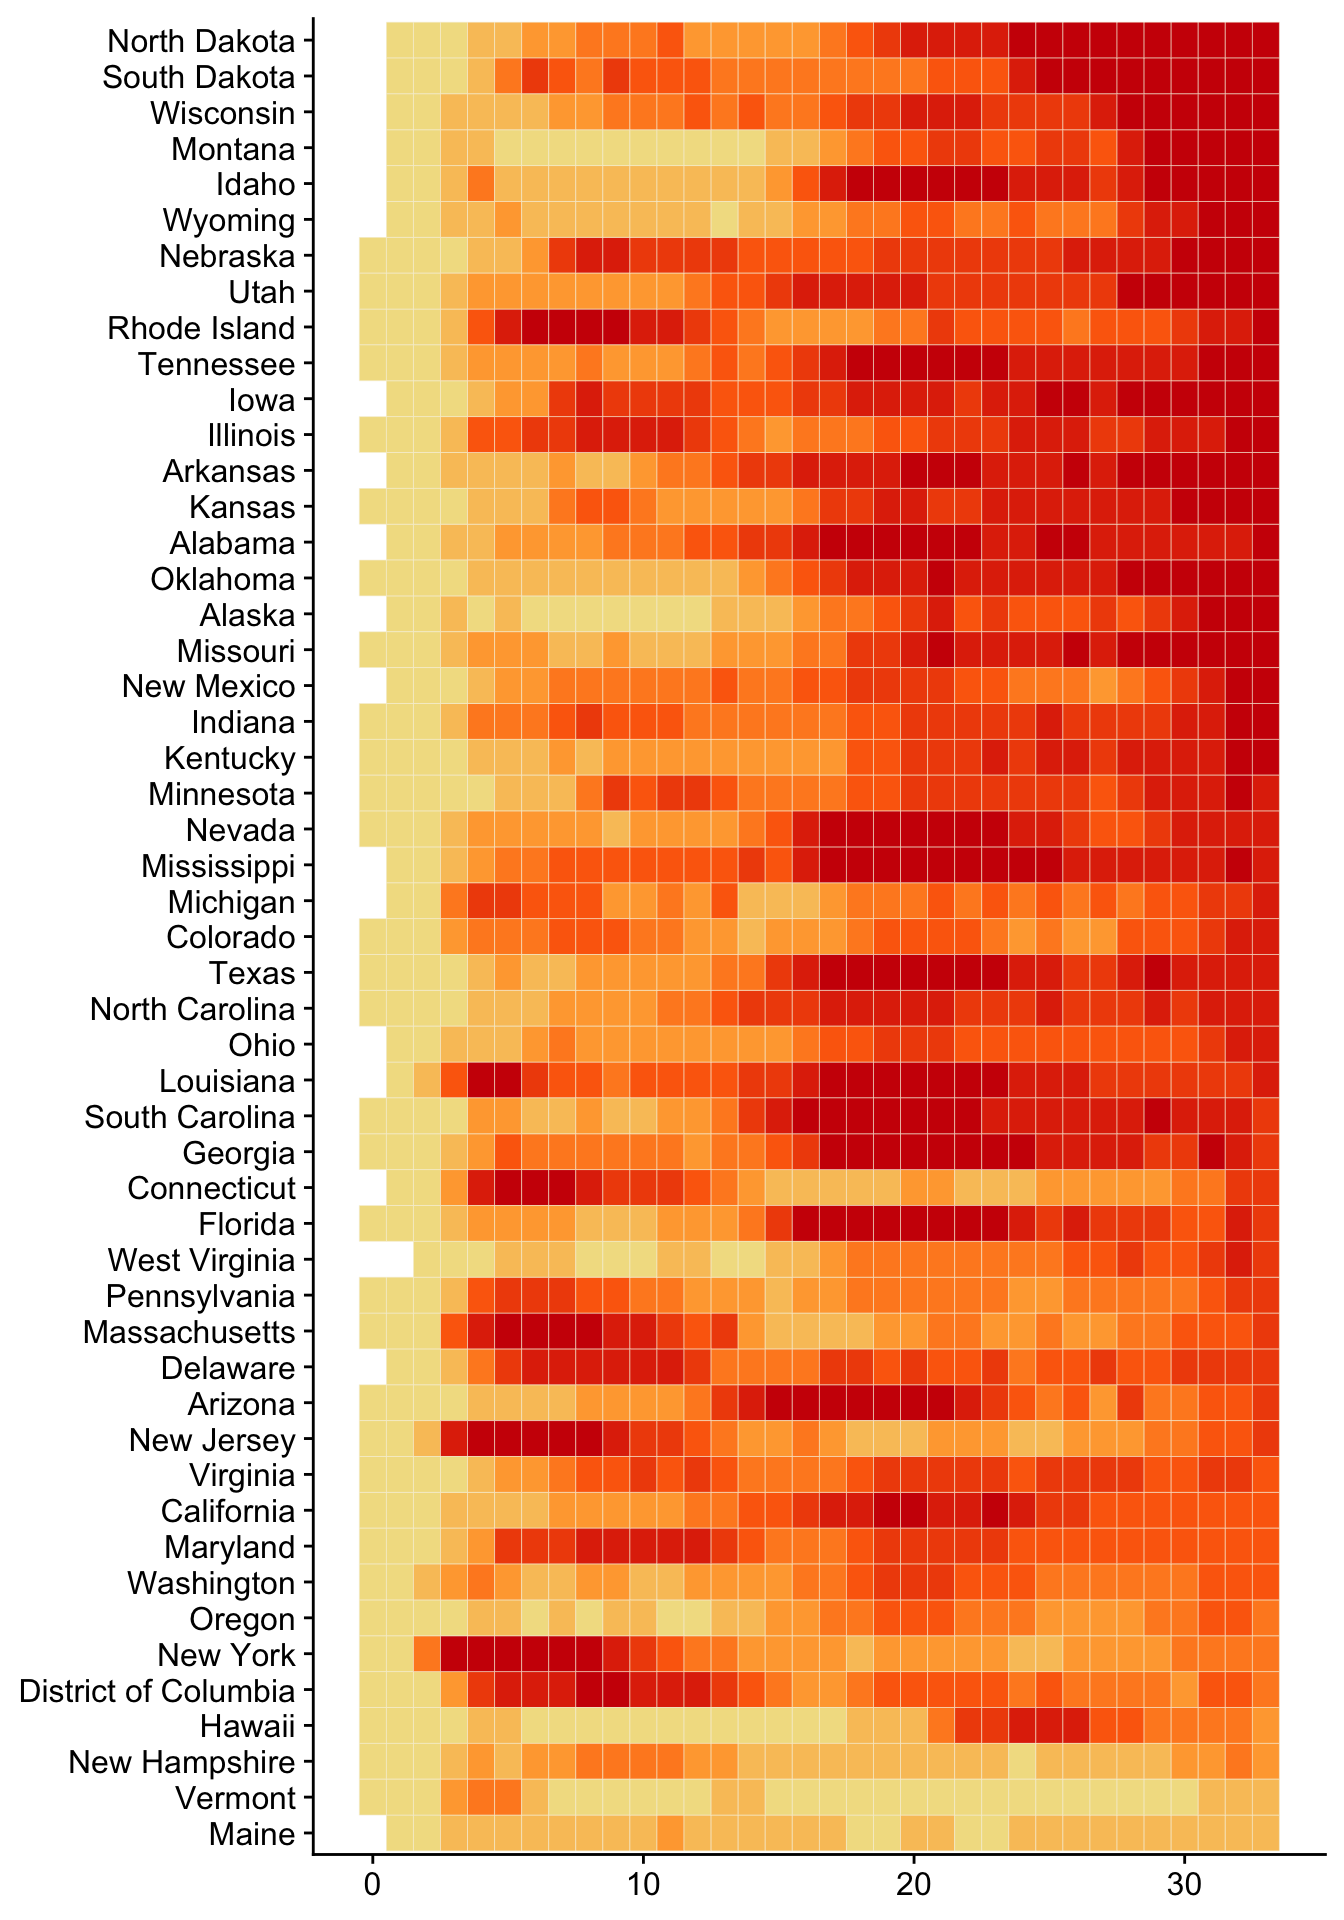 North Dakota
South Dakota
Wisconsin
Montana
Idaho
Wyoming
Nebraska
Utah
Rhode Island
Tennessee
Iowa
Illinois
Arkansas
Kansas
Alabama
Oklahoma
Alaska
Missouri
New Mexico
Indiana
Kentucky
Minnesota
Nevada
Mississippi
Michigan
Colorado
Texas
North Carolina
Ohio
Louisiana
South Carolina
Georgia
Connecticut
Florida
West Virginia
Pennsylvania
Massachusetts
Delaware
Arizona
New Jersey
Virginia
California
Maryland
Washington
Oregon
New York
District of Columbia
Hawaii
New Hampshire
Vermont
Maine
0 10 20 30